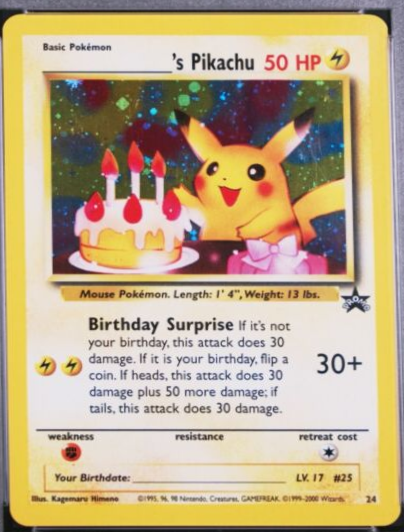 Basic Pokémon
____________'s Pikachu 50 HP
Mouse Pokémon. Length: 1' 4", Weight: 13 lbs.
PROMO
Birthday Surprise If it's not
your birthday, this attack does 30
damage. If it is your birthday, flip a
coin. If heads, this attack does 30
damage plus 50 more damage; if
tails, this attack does 30 damage.
30+
weakness resistance retreat cost
Your Birthdate: ____________ LV. 17 #25
Illus. Kagemaru Himeno ©1995, 96, 98 Nintendo, Creatures, GAMEFREAK. ©1999-2000 Wizards. 24